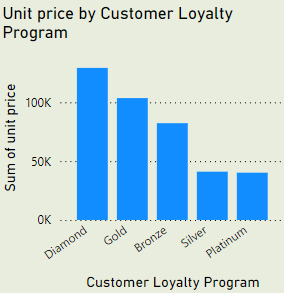 Unit price by Customer Loyalty
Program
Sum of unit price
100K
50K
0K
Diamond
Gold
Bronze
Silver
Platinum
Customer Loyalty Program